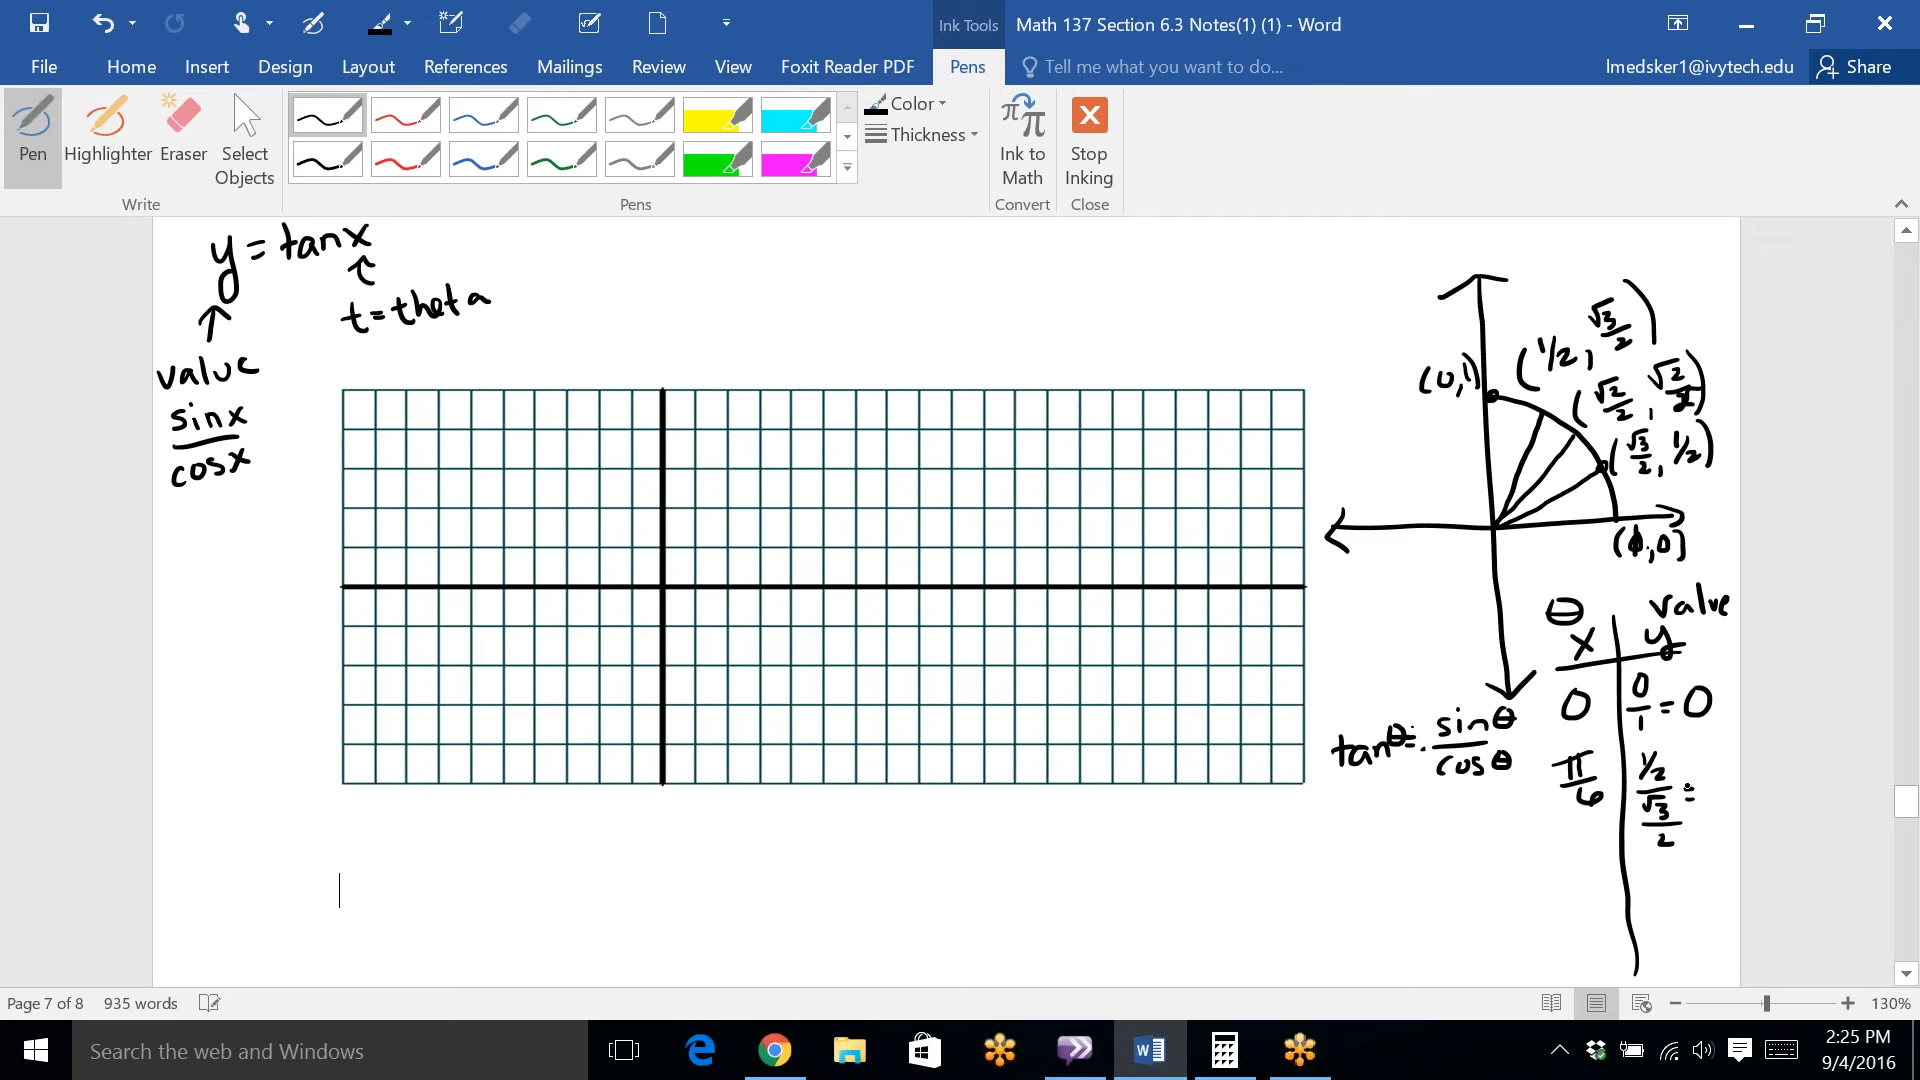 Ink Tools
Math 137 Section 6.3 Notes(1) (1) - Word
File Home Insert Design Layout References Mailings Review View Foxit Reader PDF Pens Tell me what you want to do... lmedsker1@ivytech.edu Share
Pen Highlighter Eraser Select Objects
Color
Thickness
Ink to Math
Stop Inking
Write Pens Convert Close
y = tanx
t = theta
value
sinx
cosx
(0,1)
(1/2, √3/2)
(√2/2, √2/2)
(√3/2, 1/2)
(1,0)
θ value
x y
0 0/1 = 0
tanθ = sinθ/cosθ
π/6 1/2 / √3/2 =
Page 7 of 8 935 words 130%
Search the web and Windows
2:25 PM
9/4/2016